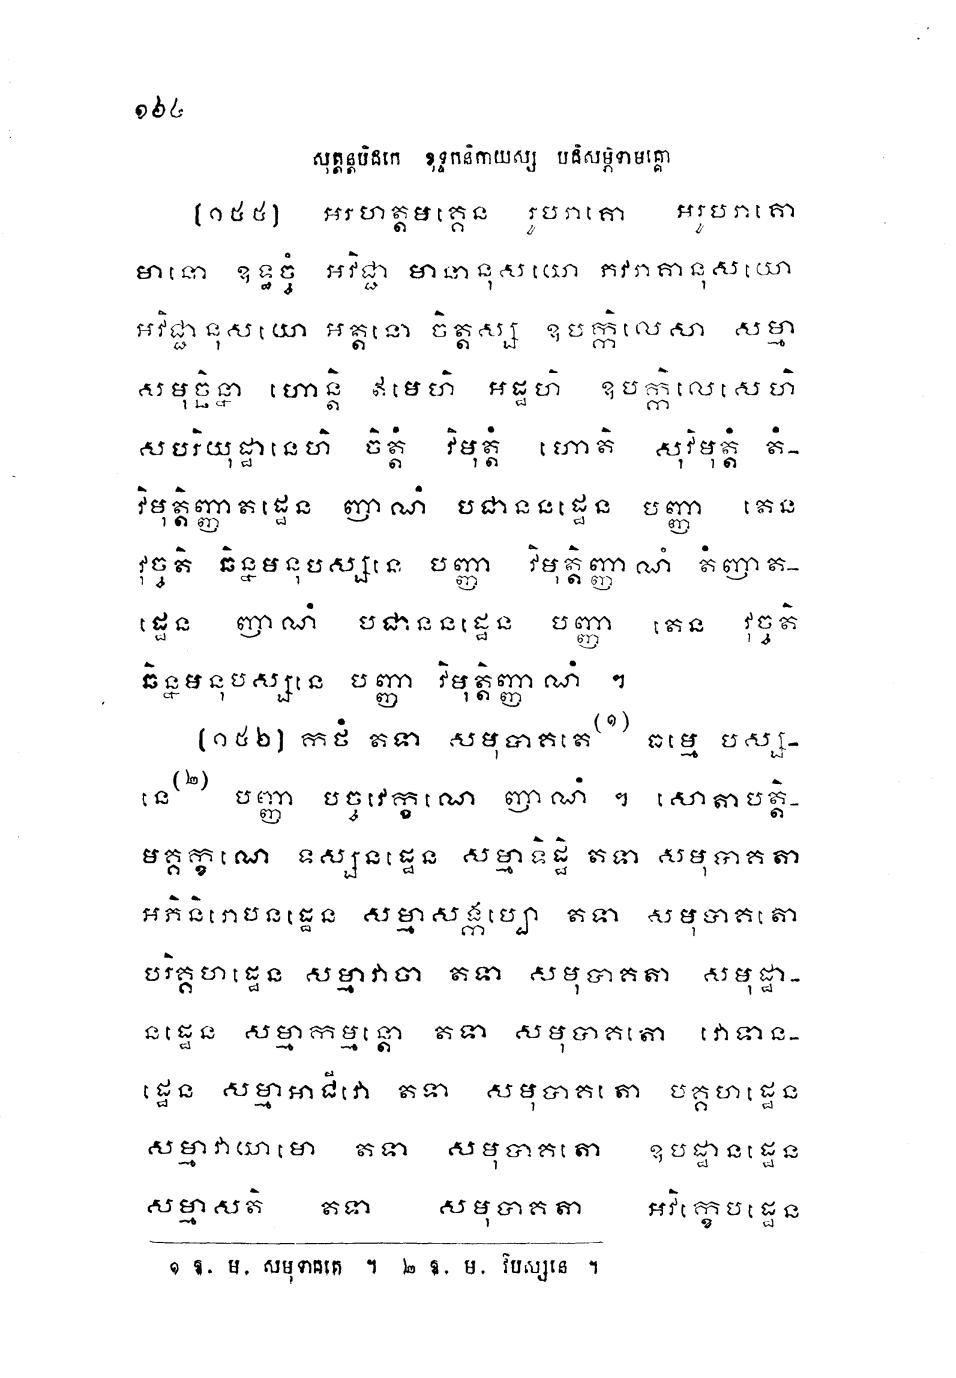 ១៦៤
សុត្តន្តបិដកេ ខុទ្ទកនិកាយស្ស បដិសម្ភិទាមគ្គោ
[១៥៥] អរហត្តមគ្គេន រូបរាគោ អរូបរាគោ
មានោ ឧទ្ធច្ចំ អវិជ្ជា មានានុសយោ ភវរាគានុសយោ
អវិជ្ជានុសយោ អត្តនោ ចិត្តស្ស ឧបក្កិលេសា សម្មា
សមុច្ឆិន្នា ហោន្តិ ឥមេហិ អដ្ឋហិ ឧបក្កិលេសេហិ
សបរិយុដ្ឋានេហិ ចិត្តំ វិមុត្តំ ហោតិ សុវិមុត្តំ តំ-
វិមុត្តិញ្ញាតដ្ឋេន ញាណំ បជាននដ្ឋេន បញ្ញា តេន
វុច្ចតិ ឆិន្នមនុបស្សនេ បញ្ញា វិមុត្តិញ្ញាណំ តំញាត-
ដ្ឋេន ញាណំ បជាននដ្ឋេន បញ្ញា តេន វុច្ចតិ
ឆិន្នមនុបស្សនេ បញ្ញា វិមុត្តិញ្ញាណំ ។
[១៥៦] កថំ តទា សមុទាគតេ(១) ធម្មេ បស្ស-
នេ(២) បញ្ញា បច្ចវេក្ខណេ ញាណំ ។ សោតាបត្តិ-
មគ្គក្ខណេ ទស្សនដ្ឋេន សម្មាទិដ្ឋិ តទា សមុទាគតា
អភិនិរោបនដ្ឋេន សម្មាសង្កប្បោ តទា សមុទាគតោ
បរិគ្គហដ្ឋេន សម្មាវាចា តទា សមុទាគតា សមុដ្ឋា-
នដ្ឋេន សម្មាកម្មន្តោ តទា សមុទាគតោ វោទាន-
ដ្ឋេន សម្មាអាជីវោ តទា សមុទាគតោ បគ្គហដ្ឋេន
សម្មាវាយាមោ តទា សមុទាគតោ ឧបដ្ឋានដ្ឋេន
សម្មាសតិ តទា សមុទាគតា អវិក្ខេបដ្ឋេន
១ ឱ. ម. សមុទាគតេ ។ ២ ឱ. ម. វិបស្សនេ ។